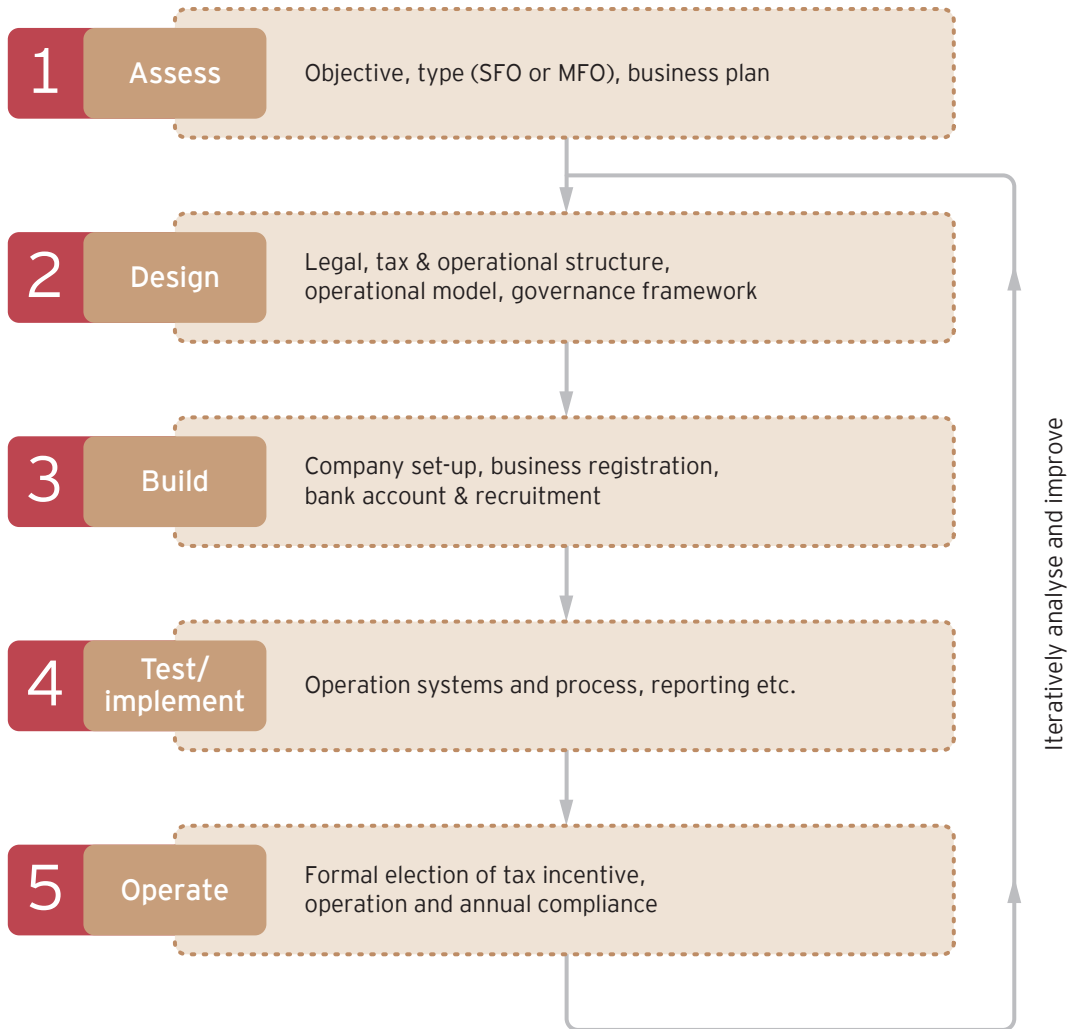 1
Assess
Objective, type (SFO or MFO), business plan
2
Design
Legal, tax & operational structure,
operational model, governance framework
3
Build
Company set-up, business registration,
bank account & recruitment
4
Test/
implement
Operation systems and process, reporting etc.
5
Operate
Formal election of tax incentive,
operation and annual compliance
Iteratively analyse and improve